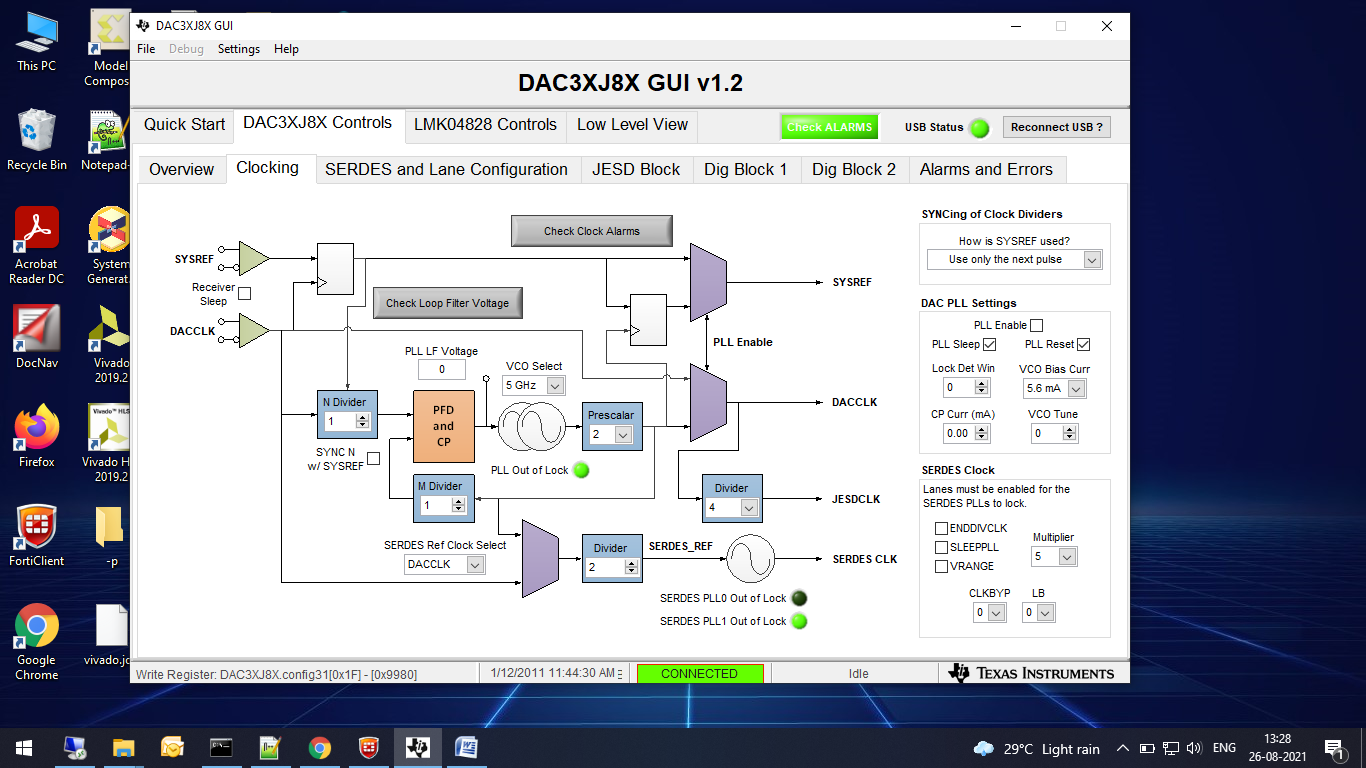 This PC
Model
Compos
Recycle Bin
Notepad-
Acrobat
Reader DC
System
Generat
DocNav
Vivado
2019.2
Firefox
Vivado™ HLS
Vivado H
2019.2
FortiClient
-p
Google
Chrome
vivado.jo
DAC3XJ8X GUI
File Debug Settings Help
DAC3XJ8X GUI v1.2
Quick Start DAC3XJ8X Controls LMK04828 Controls Low Level View
Check ALARMS USB Status Reconnect USB ?
Overview Clocking SERDES and Lane Configuration JESD Block Dig Block 1 Dig Block 2 Alarms and Errors
Check Clock Alarms
SYSREF
Receiver
Sleep
Check Loop Filter Voltage
DACCLK
SYSREF
PLL Enable
PLL LF Voltage
0
VCO Select
5 GHz
N Divider
1
PFD
and
CP
Prescalar
2
DACCLK
SYNC N
w/ SYSREF
PLL Out of Lock
M Divider
1
Divider
4
JESDCLK
SERDES Ref Clock Select
DACCLK
Divider
2
SERDES_REF
SERDES CLK
SERDES PLL0 Out of Lock
SERDES PLL1 Out of Lock
SYNCing of Clock Dividers
How is SYSREF used?
Use only the next pulse
DAC PLL Settings
PLL Enable
PLL Sleep PLL Reset
Lock Det Win VCO Bias Curr
0 5.6 mA
CP Curr (mA) VCO Tune
0.00 0
SERDES Clock
Lanes must be enabled for the
SERDES PLLs to lock.
ENDDIVCLK
SLEEPPLL
VRANGE
Multiplier
5
CLKBYP LB
0 0
Write Register: DAC3XJ8X.config31[0x1F] - [0x9980] 1/12/2011 11:44:30 AM CONNECTED Idle TEXAS INSTRUMENTS
29°C Light rain ENG 13:28
26-08-2021
1